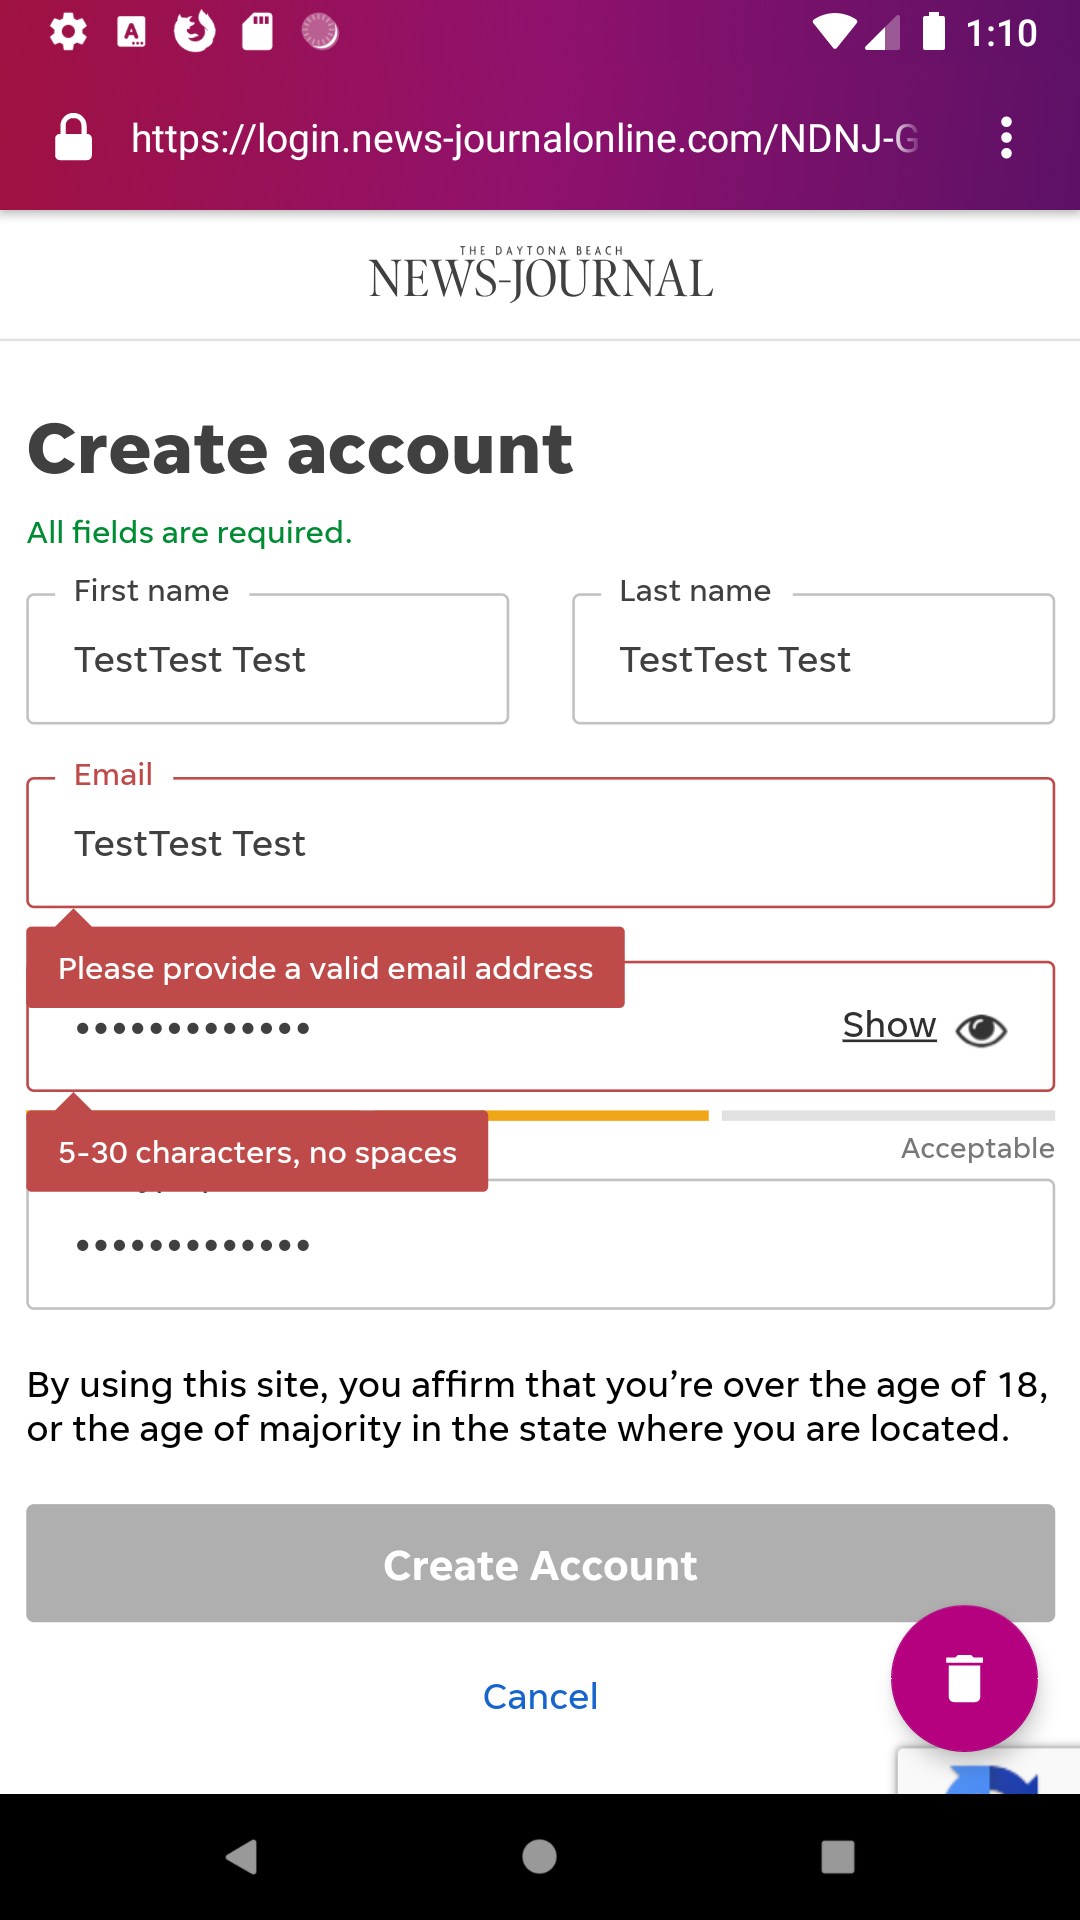 1:10
https://login.news-journalonline.com/NDNJ-G
THE DAYTONA BEACH
NEWS-JOURNAL
Create account
All fields are required.
First name
Last name
TestTest Test
TestTest Test
Email
TestTest Test
Please provide a valid email address
•••••••••••••
Show
5-30 characters, no spaces
Acceptable
•••••••••••••
By using this site, you affirm that you’re over the age of 18,
or the age of majority in the state where you are located.
Create Account
Cancel